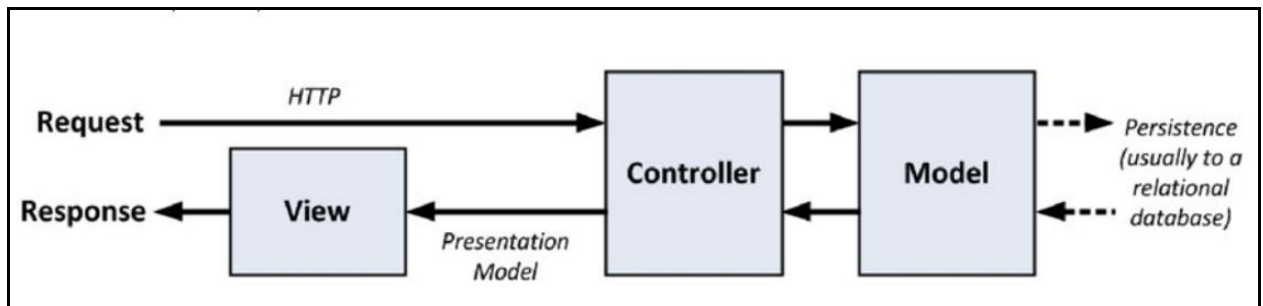 HTTP
Request
Controller
Model
Persistence
(usually to a
relational
database)
View
Response
Presentation
Model